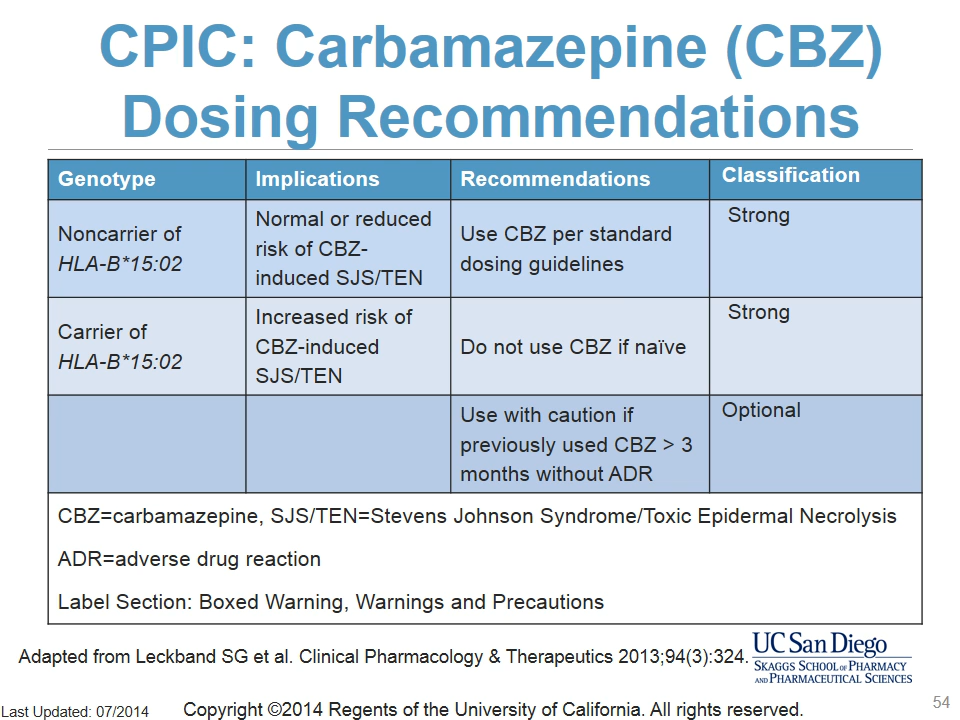 CPIC: Carbamazepine (CBZ)
Dosing Recommendations
Genotype
Implications
Recommendations
Classification
Noncarrier of
HLA-B*15:02
Normal or reduced
risk of CBZ-
induced SJS/TEN
Use CBZ per standard
dosing guidelines
Strong
Carrier of
HLA-B*15:02
Increased risk of
CBZ-induced
SJS/TEN
Do not use CBZ if naïve
Strong
Use with caution if
previously used CBZ > 3
months without ADR
Optional
CBZ=carbamazepine, SJS/TEN=Stevens Johnson Syndrome/Toxic Epidermal Necrolysis
ADR=adverse drug reaction
Label Section: Boxed Warning, Warnings and Precautions
Adapted from Leckband SG et al. Clinical Pharmacology & Therapeutics 2013;94(3):324.
UC San Diego
SKAGGS SCHOOL OF PHARMACY
AND PHARMACEUTICAL SCIENCES
Last Updated: 07/2014
Copyright ©2014 Regents of the University of California. All rights reserved.
54